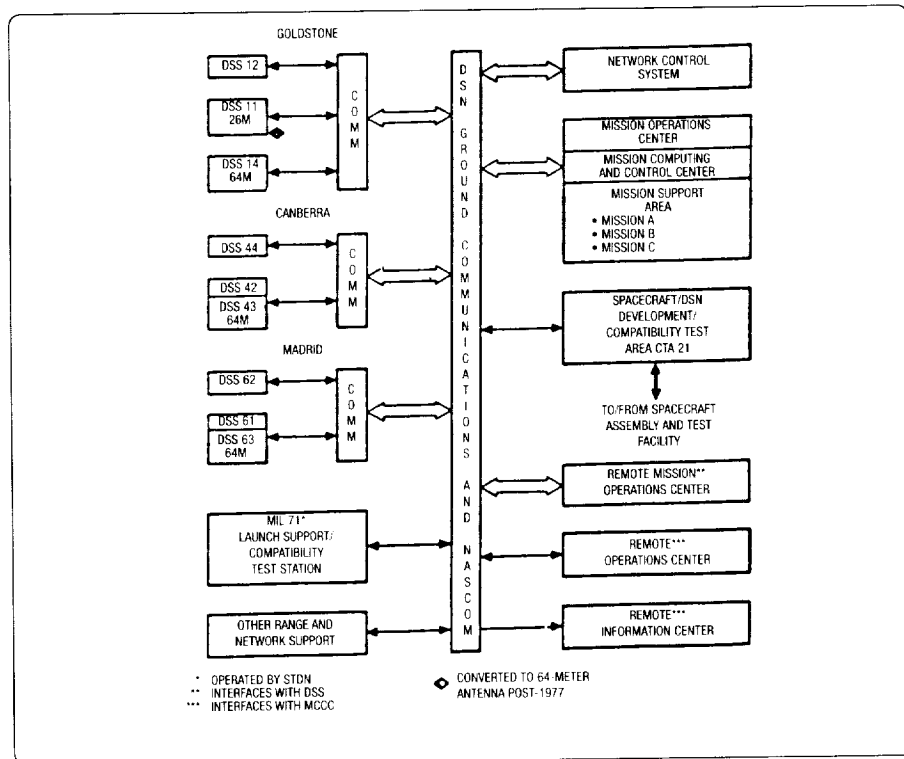 GOLDSTONE
DSS 12
DSS 11
26M
DSS 14
64M
COMM
CANBERRA
DSS 44
DSS 42
DSS 43
64M
COMM
MADRID
DSS 62
DSS 61
DSS 63
64M
COMM
MIL 71*
LAUNCH SUPPORT/
COMPATIBILITY
TEST STATION
OTHER RANGE AND
NETWORK SUPPORT
DSN GROUND COMMUNICATIONS AND NASCOM
NETWORK CONTROL
SYSTEM
MISSION OPERATIONS
CENTER
MISSION COMPUTING
AND CONTROL CENTER
MISSION SUPPORT
AREA
• MISSION A
• MISSION B
• MISSION C
SPACECRAFT/DSN
DEVELOPMENT/
COMPATIBILITY TEST
AREA CTA 21
TO/FROM SPACECRAFT
ASSEMBLY AND TEST
FACILITY
REMOTE MISSION**
OPERATIONS CENTER
REMOTE***
OPERATIONS CENTER
REMOTE***
INFORMATION CENTER
* OPERATED BY STDN
** INTERFACES WITH DSS
*** INTERFACES WITH MCCC
CONVERTED TO 64-METER
ANTENNA POST-1977